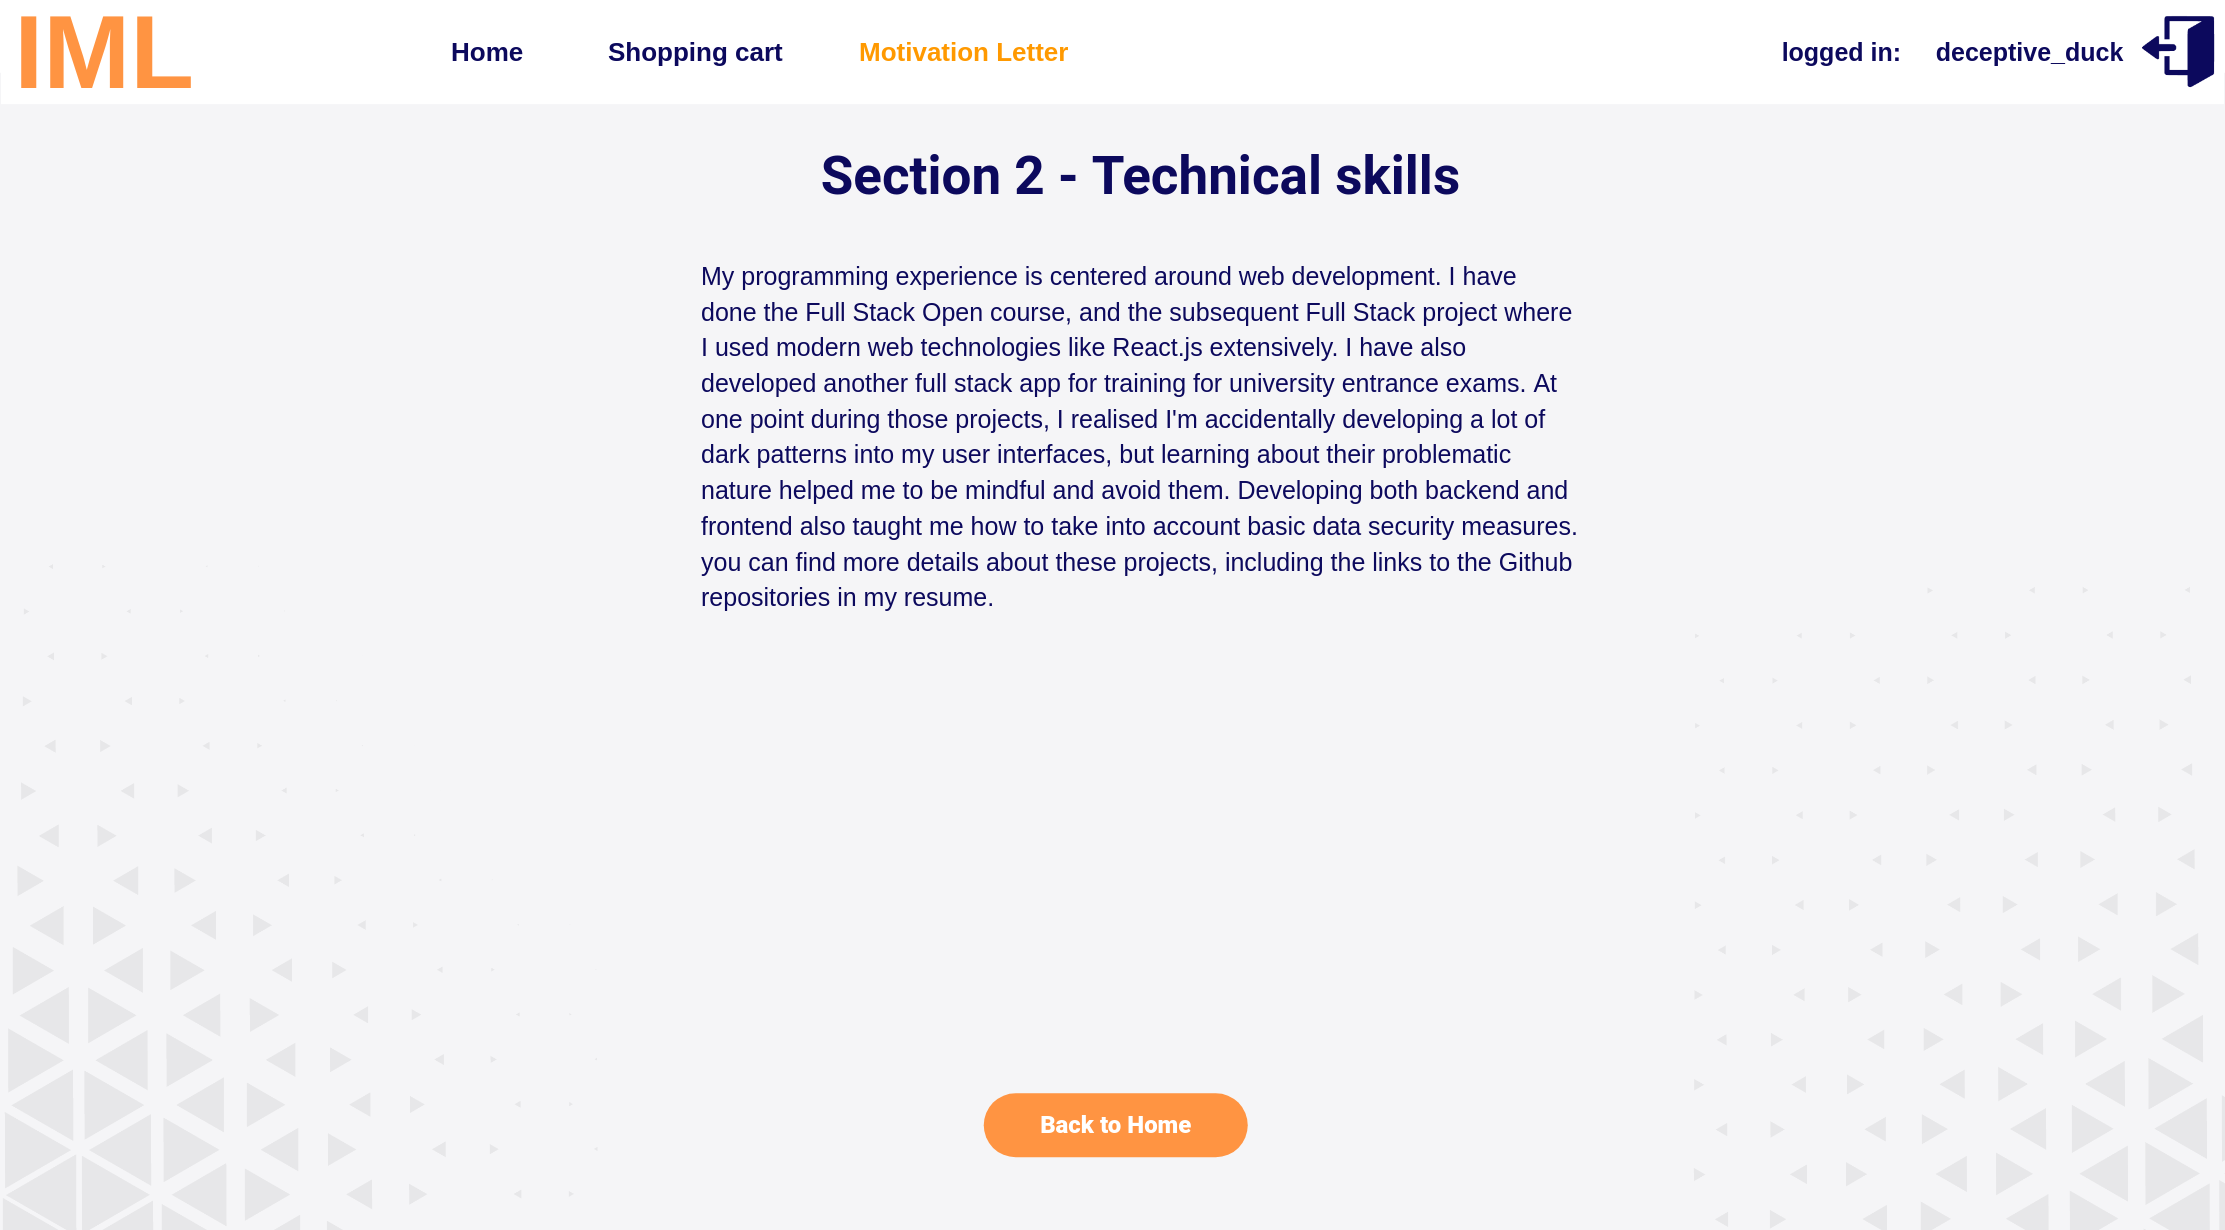 IML
Home
Shopping cart
Motivation Letter
logged in: deceptive_duck
Section 2 - Technical skills
My programming experience is centered around web development. I have
done the Full Stack Open course, and the subsequent Full Stack project where
I used modern web technologies like React.js extensively. I have also
developed another full stack app for training for university entrance exams. At
one point during those projects, I realised I'm accidentally developing a lot of
dark patterns into my user interfaces, but learning about their problematic
nature helped me to be mindful and avoid them. Developing both backend and
frontend also taught me how to take into account basic data security measures.
you can find more details about these projects, including the links to the Github
repositories in my resume.
Back to Home